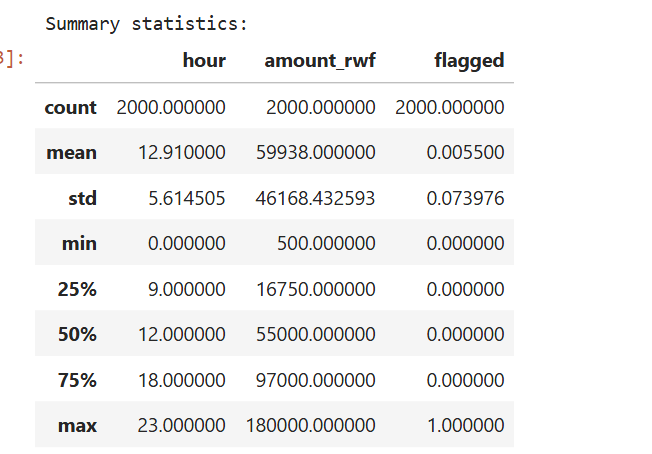 Summary statistics:
3]:
hour amount_rwf flagged
count 2000.000000 2000.000000 2000.000000
mean 12.910000 59938.000000 0.005500
std 5.614505 46168.432593 0.073976
min 0.000000 500.000000 0.000000
25% 9.000000 16750.000000 0.000000
50% 12.000000 55000.000000 0.000000
75% 18.000000 97000.000000 0.000000
max 23.000000 180000.000000 1.000000